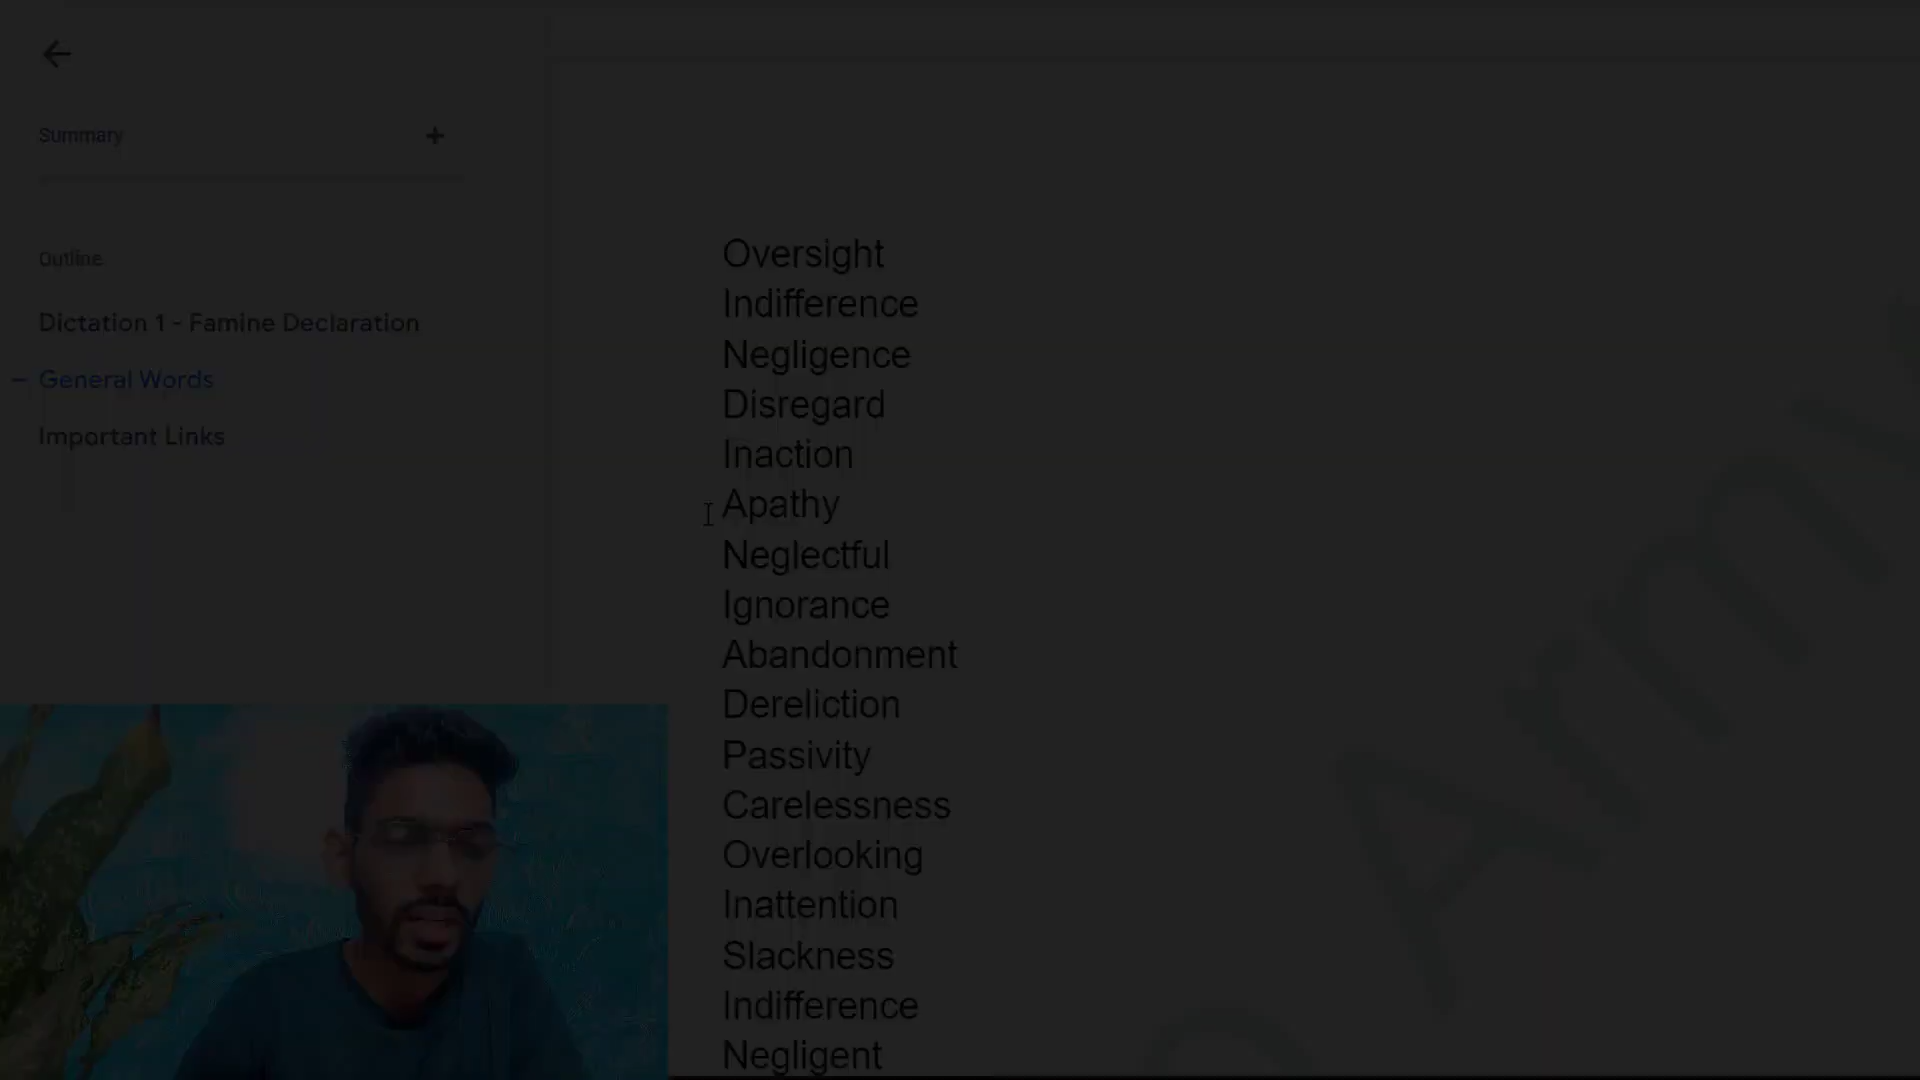 Summary
Outline
Dictation 1 - Famine Declaration
General Words
Important Links
Oversight
Indifference
Negligence
Disregard
Inaction
Apathy
Neglectful
Ignorance
Abandonment
Dereliction
Passivity
Carelessness
Overlooking
Inattention
Slackness
Indifference
Negligent